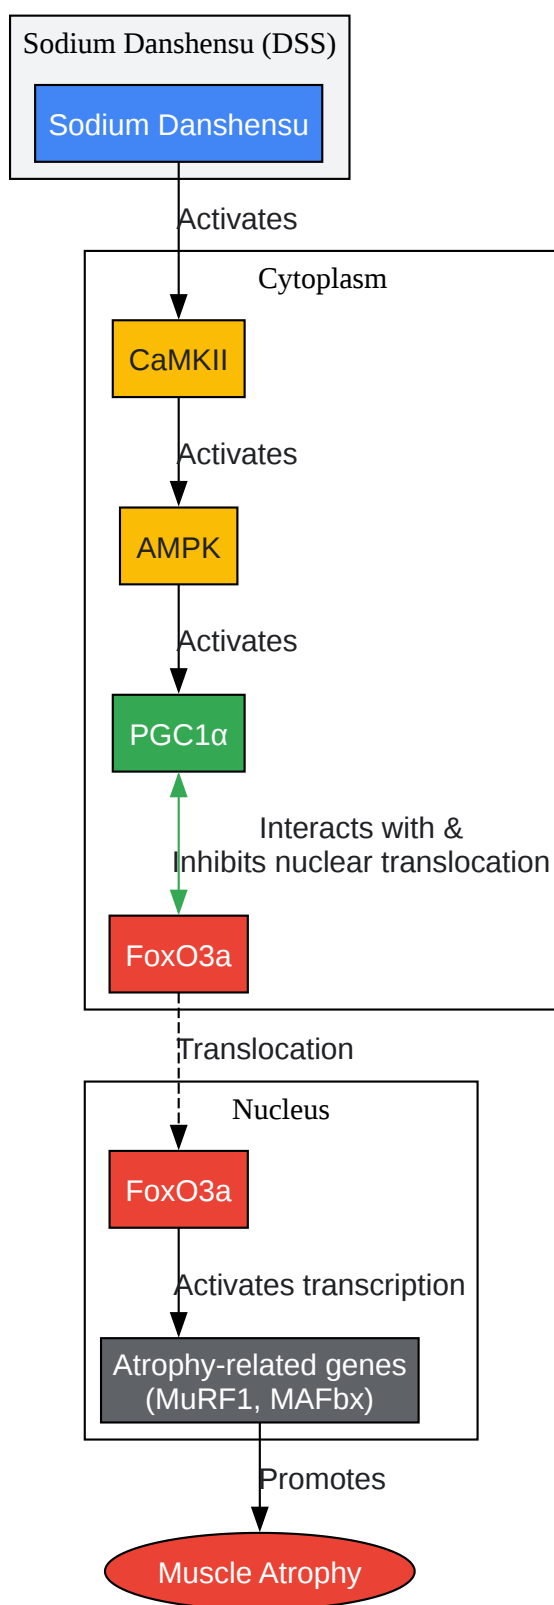 Sodium Danshensu (DSS)
Sodium Danshensu
Activates
Cytoplasm
CaMKII
Activates
AMPK
Activates
PGC1α
Interacts with &
Inhibits nuclear translocation
FoxO3a
Translocation
Nucleus
FoxO3a
Activates transcription
Atrophy-related genes
(MuRF1, MAFbx)
Promotes
Muscle Atrophy